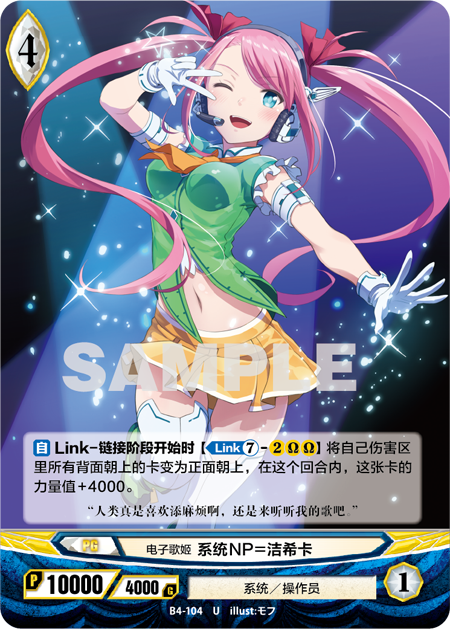 4
SAMPLE
自 Link-链接阶段开始时【Link⑦-②ΩΩ】将自己伤害区
里所有背面朝上的卡变为正面朝上，在这个回合内，这张卡的
力量值+4000。
“人类真是喜欢添麻烦啊，还是来听听我的歌吧。”
PG 电子歌姬 系统NP＝洁希卡
P 10000 / 4000 G 系统／操作员 1
B4-104 U illust:モフ